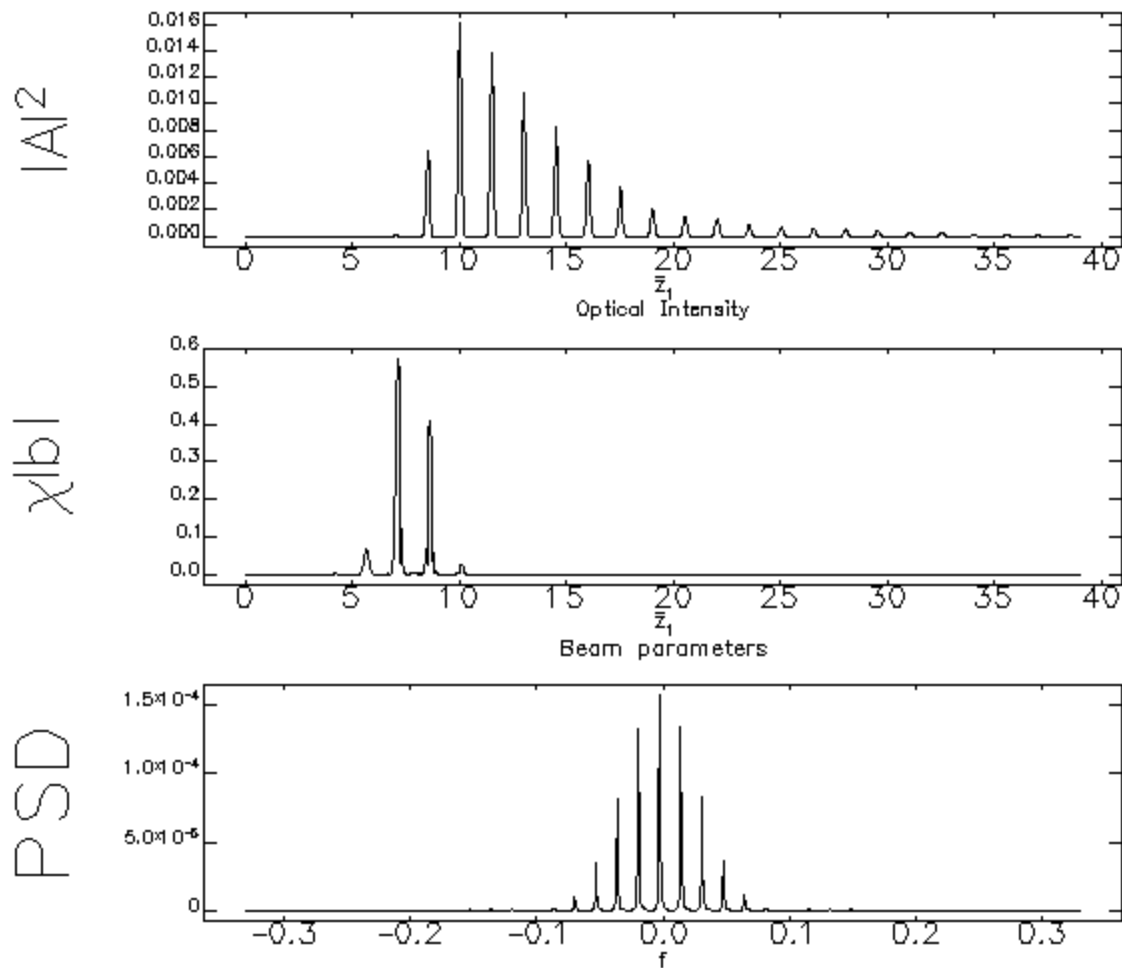 |A|²
0.016
0.014
0.012
0.010
0.008
0.006
0.004
0.002
0.000
0 5 10 15 20 25 30 35 40
z̄₁
Optical Intensity
χ|b|
0.6
0.5
0.4
0.3
0.2
0.1
0.0
0 5 10 15 20 25 30 35 40
z̄₁
Beam parameters
PSD
1.5×10⁻⁴
1.0×10⁻⁴
5.0×10⁻⁵
0
-0.3 -0.2 -0.1 0.0 0.1 0.2 0.3
f